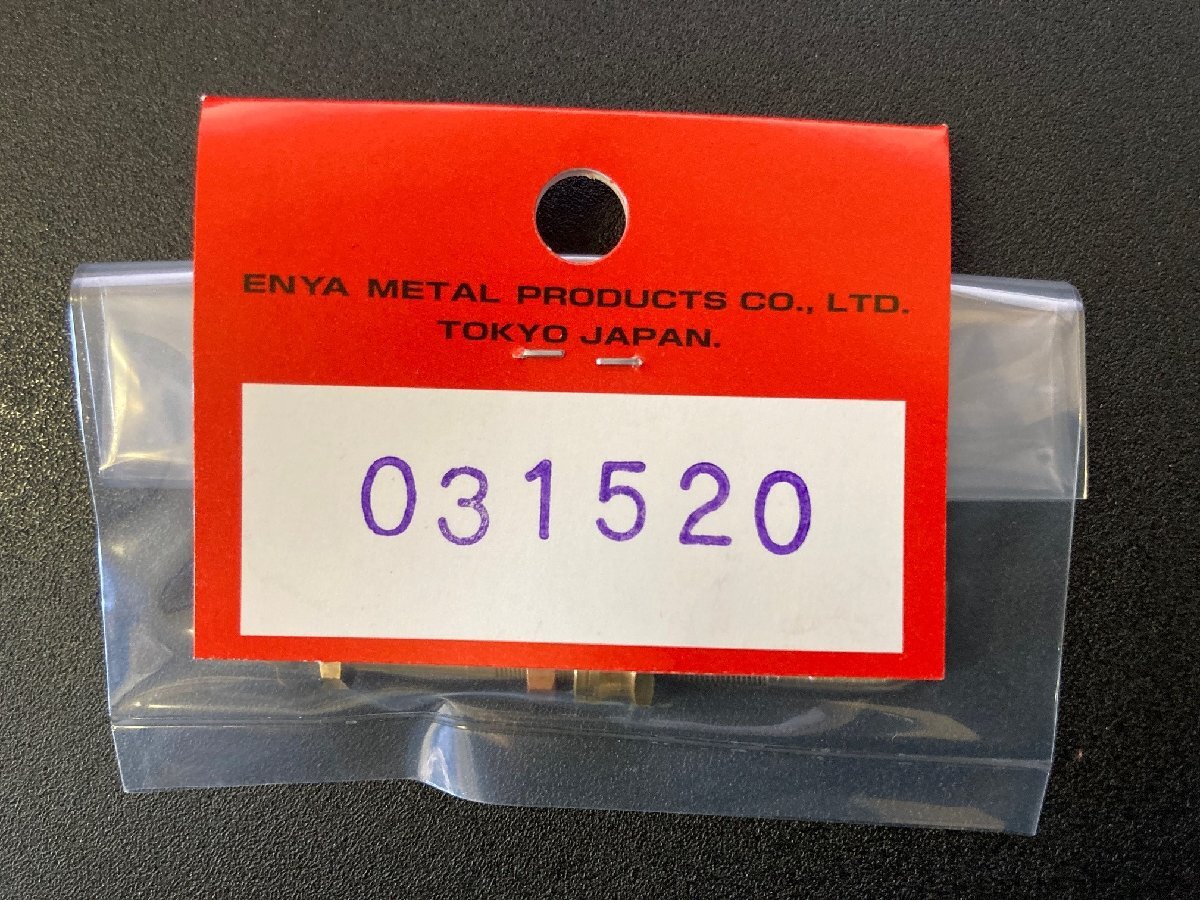 ENYA METAL PRODUCTS CO., LTD.
TOKYO JAPAN.
031520